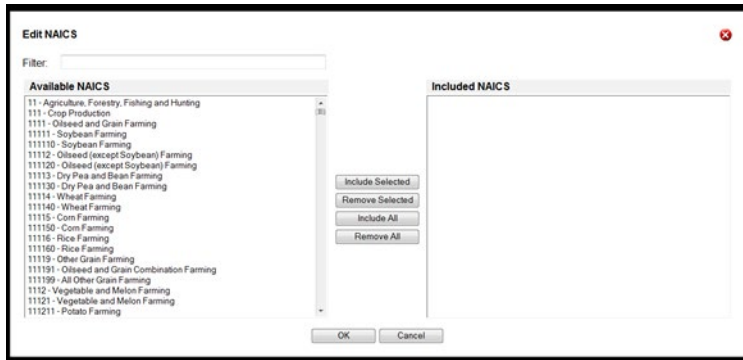 Edit NAICS
Filter:
Available NAICS
Included NAICS
11 - Agriculture, Forestry, Fishing and Hunting
111 - Crop Production
1111 - Oilseed and Grain Farming
11111 - Soybean Farming
111110 - Soybean Farming
11112 - Oilseed (except Soybean) Farming
111120 - Oilseed (except Soybean) Farming
11113 - Dry Pea and Bean Farming
111130 - Dry Pea and Bean Farming
11114 - Wheat Farming
111140 - Wheat Farming
11115 - Corn Farming
111150 - Corn Farming
11116 - Rice Farming
111160 - Rice Farming
11119 - Other Grain Farming
111191 - Oilseed and Grain Combination Farming
111199 - All Other Grain Farming
1112 - Vegetable and Melon Farming
11121 - Vegetable and Melon Farming
111211 - Potato Farming
Include Selected
Remove Selected
Include All
Remove All
OK
Cancel